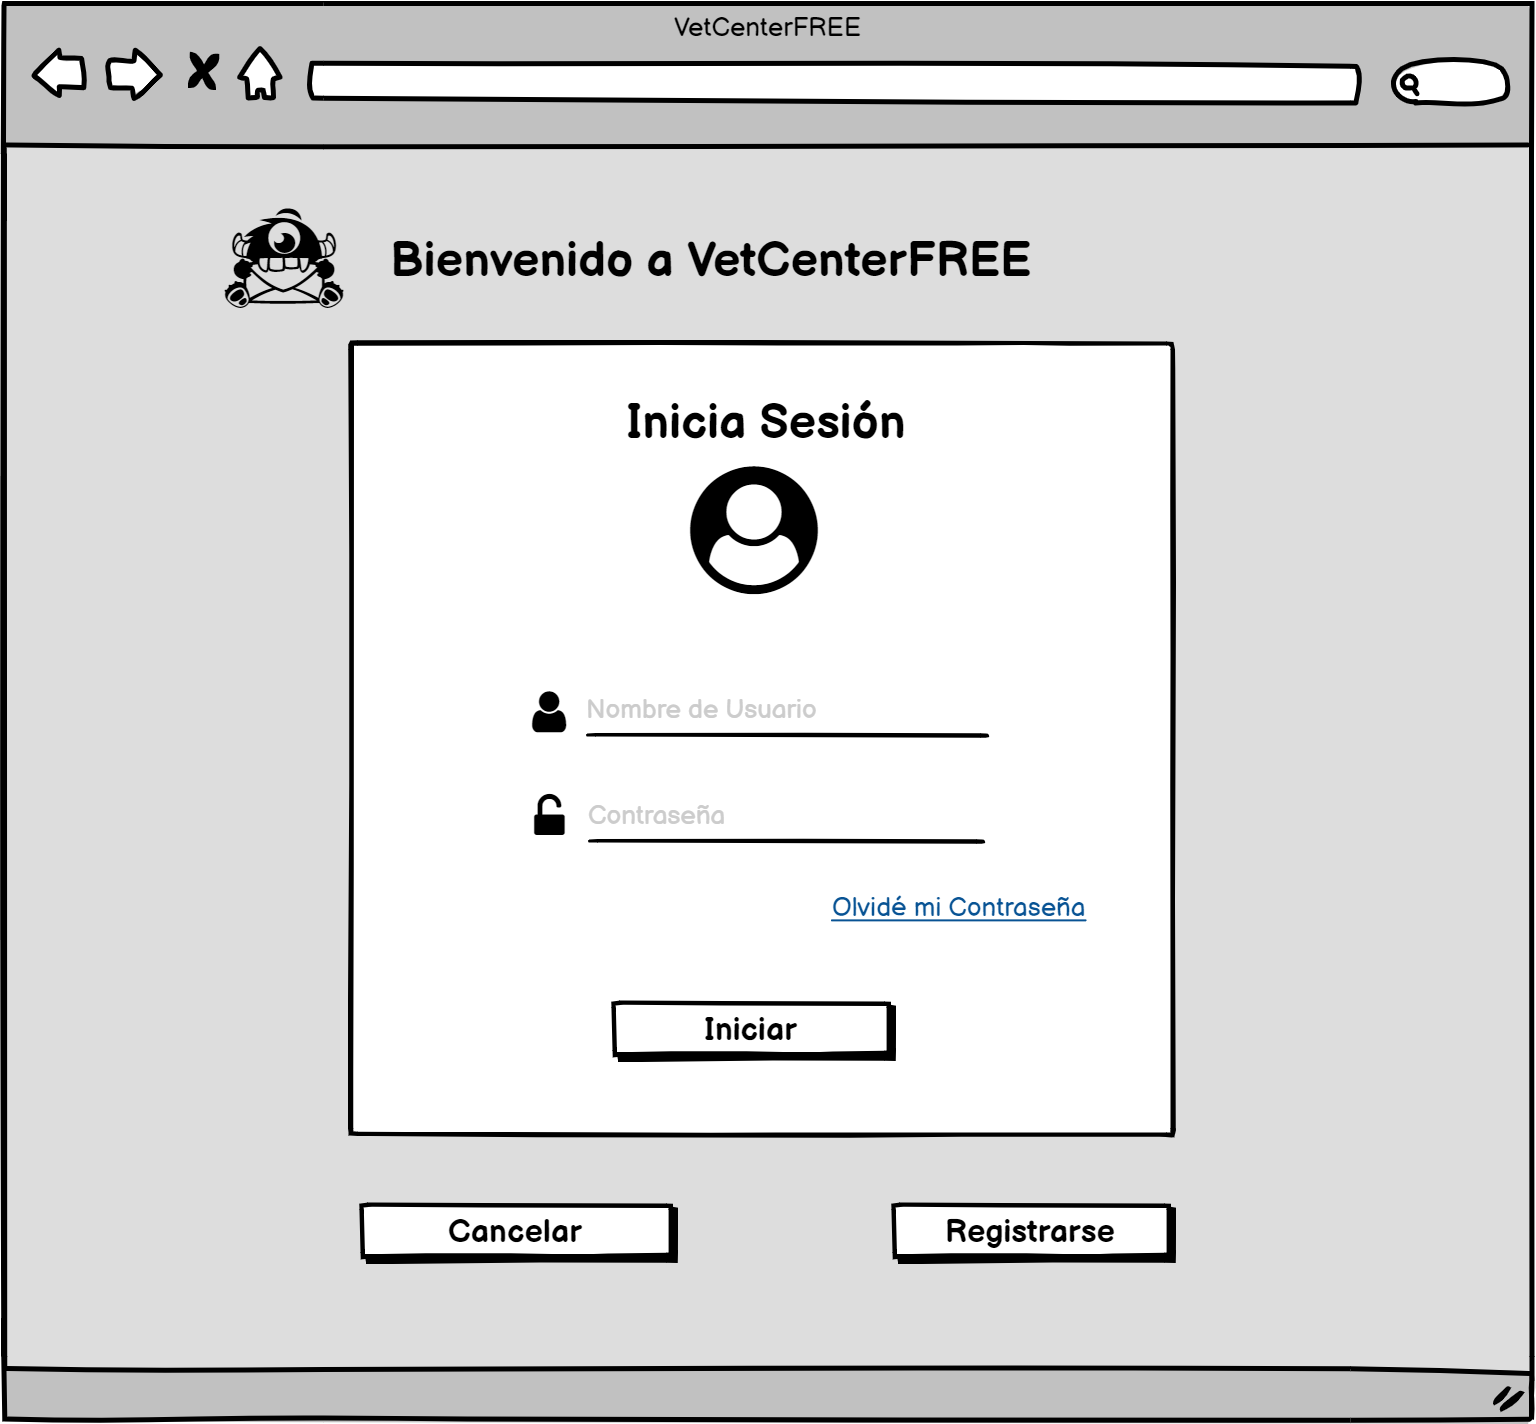 VetCenterFREE
Bienvenido a VetCenterFREE
Inicia Sesión
Nombre de Usuario
Contraseña
Olvidé mi Contraseña
Iniciar
Cancelar
Registrarse